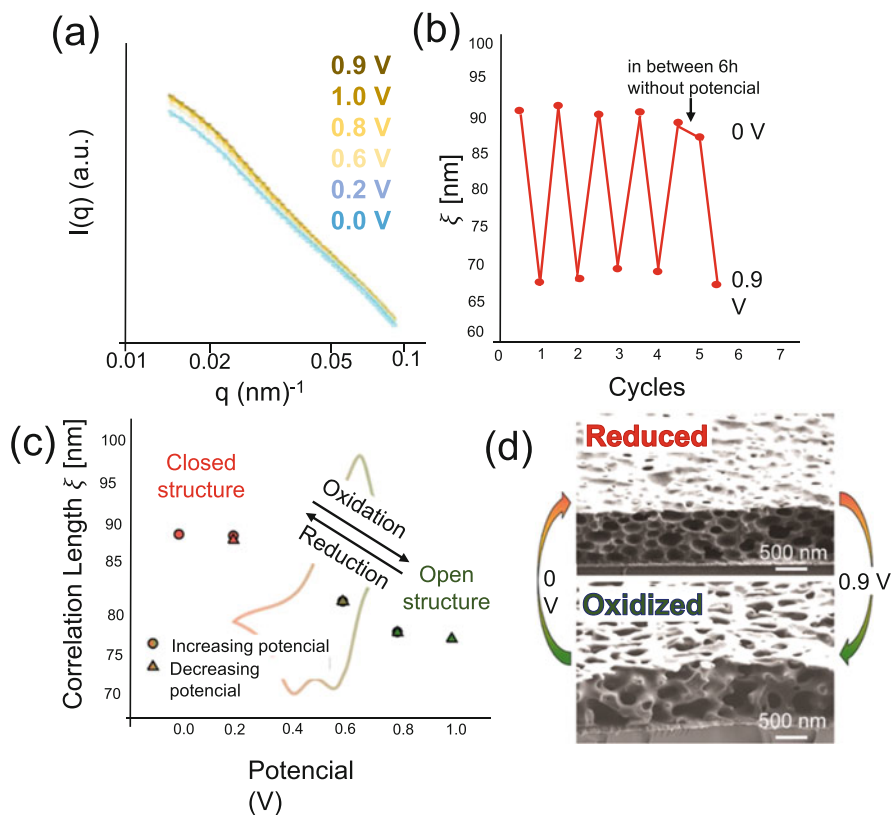 (a)
0.9 V
1.0 V
0.8 V
0.6 V
0.2 V
0.0 V
I(q) (a.u.)
0.01
0.02
0.05
0.1
q (nm)-1
(b)
100
95
90
85
80
75
70
65
60
ξ [nm]
in between 6h
without potencial
0 V
0.9
V
0
1
2
3
4
5
6
7
Cycles
(c)
Correlation Length ξ [nm]
100
95
90
85
80
75
70
Closed
structure
Oxidation
Reduction
Open
structure
Increasing potential
Decreasing
potential
0.0
0.2
0.4
0.6
0.8
1.0
Potencial
(V)
(d)
Reduced
500 nm
0
V
0.9 V
Oxidized
500 nm